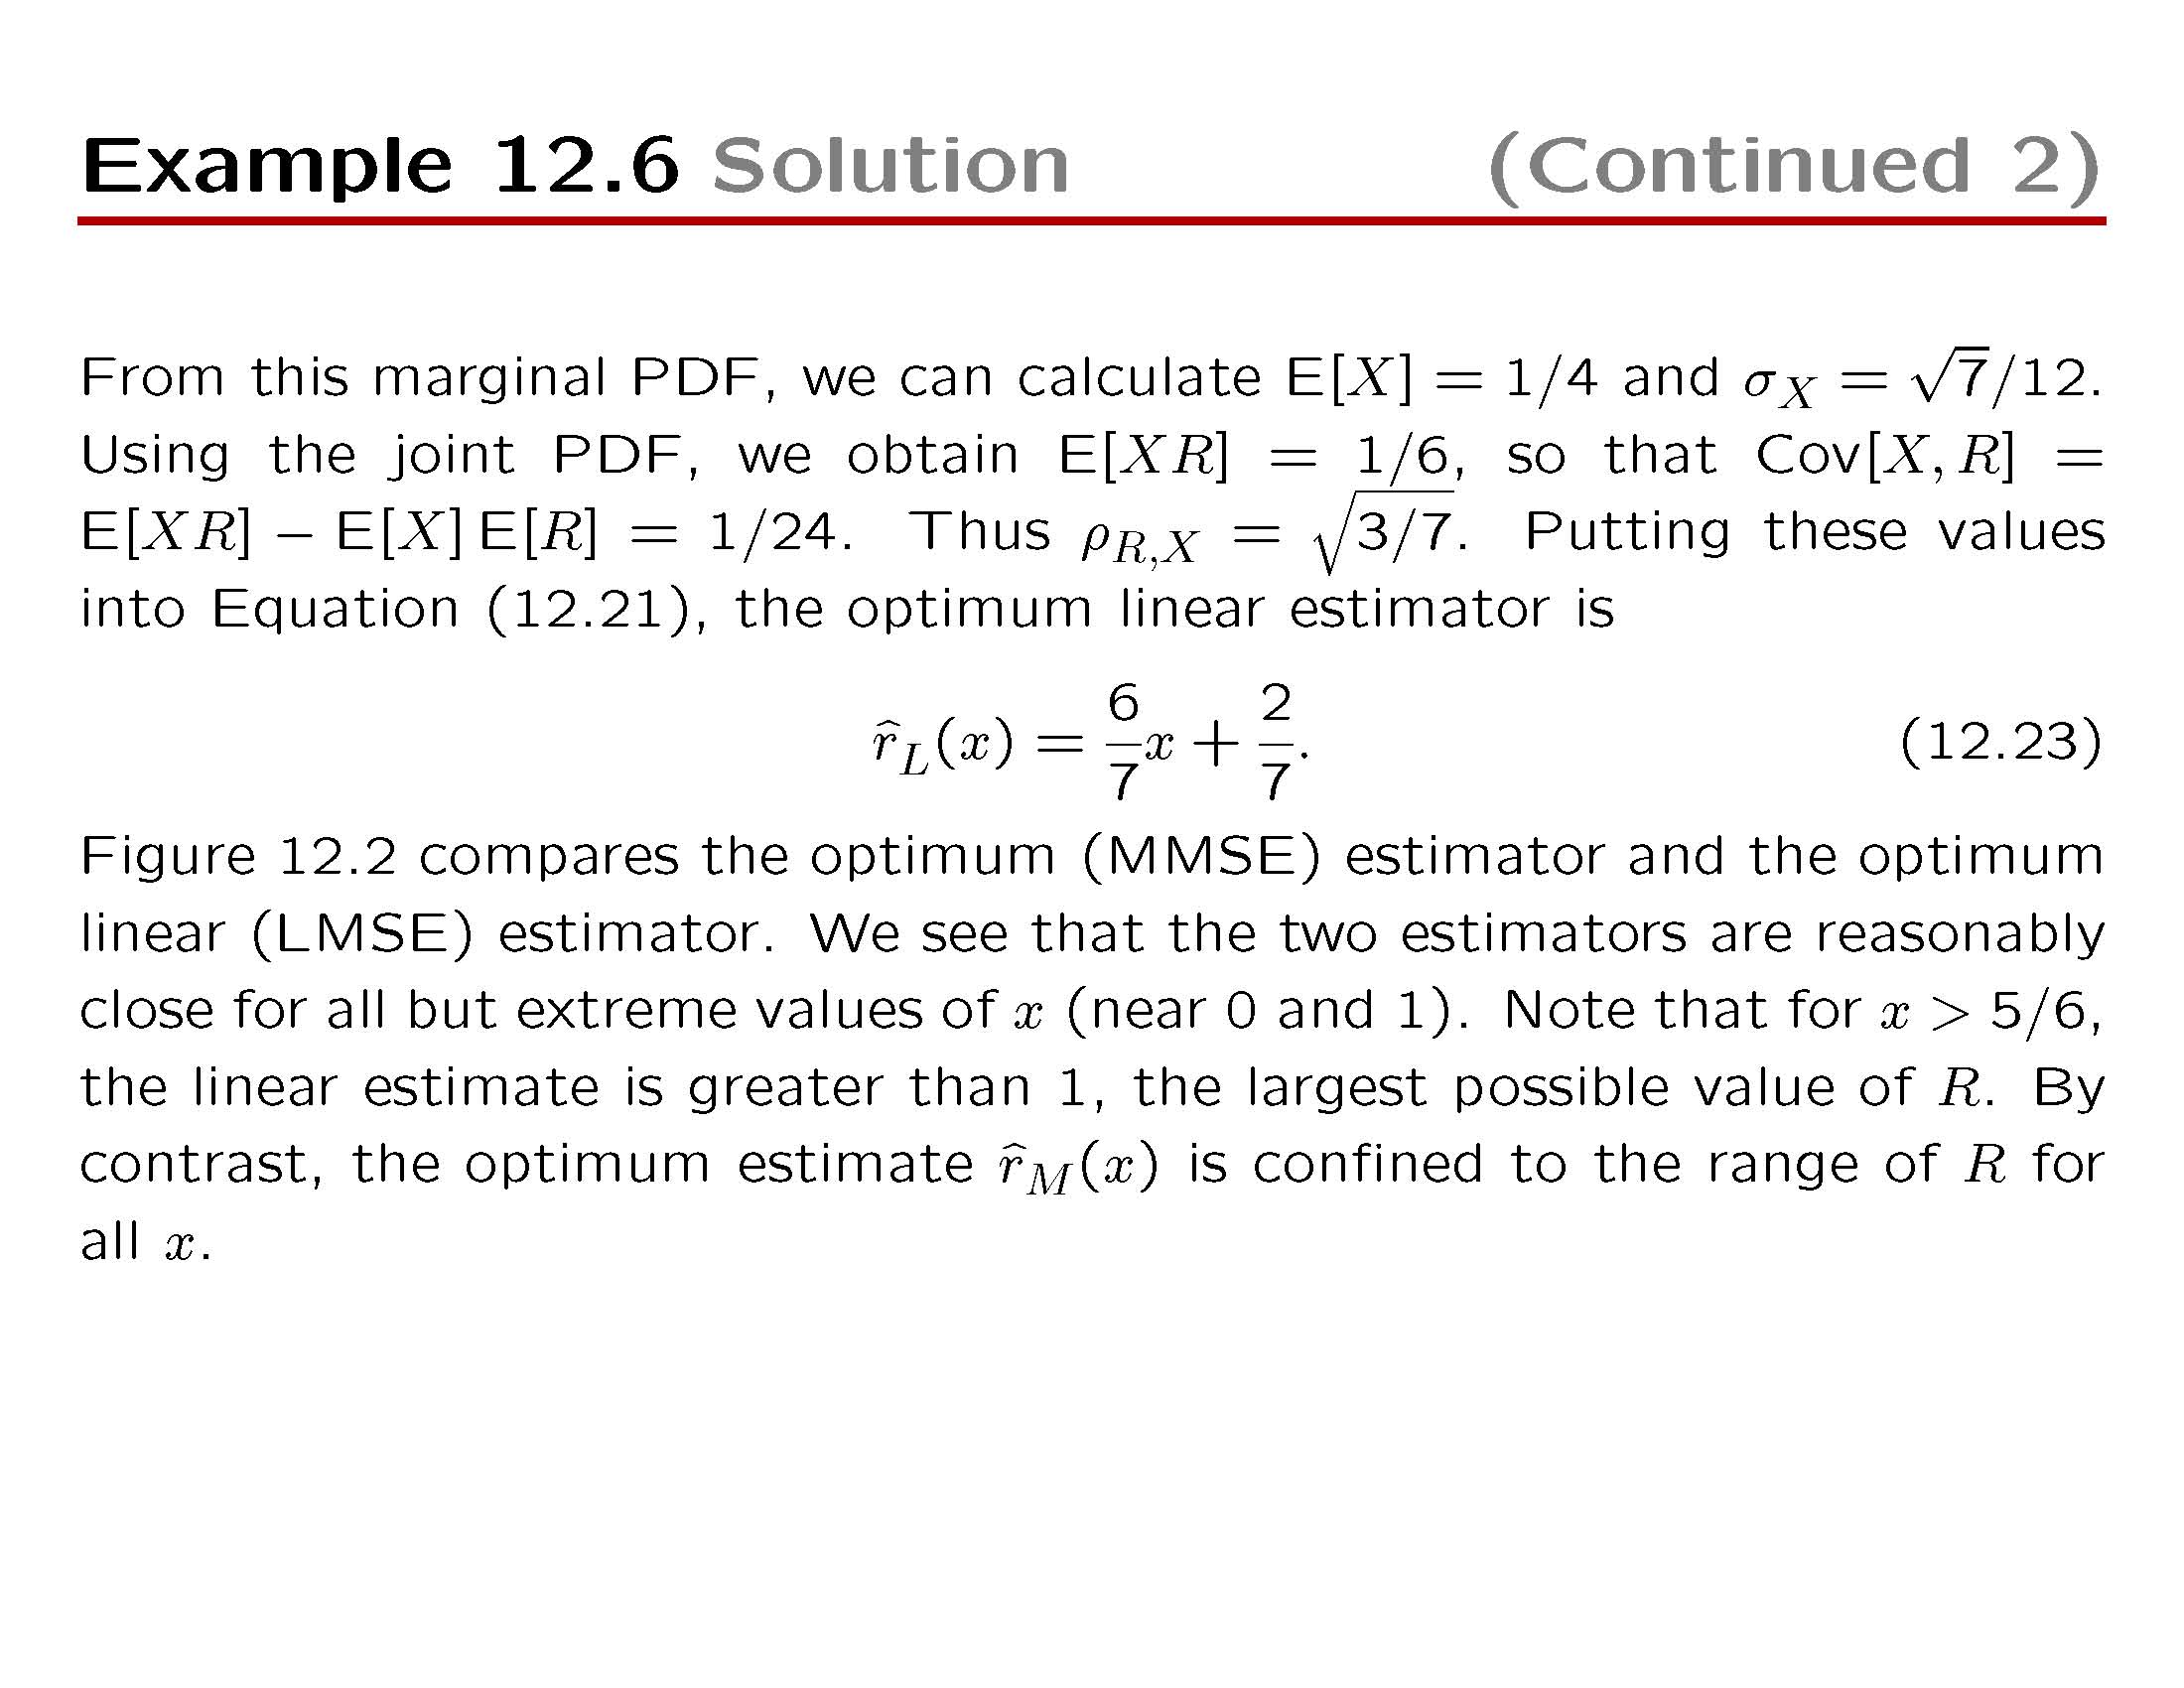 Example 12.6 Solution (Continued 2)
From this marginal PDF, we can calculate E[X] = 1/4 and σ_X = √7/12.
Using the joint PDF, we obtain E[XR] = 1/6, so that Cov[X, R] =
E[XR] − E[X] E[R] = 1/24. Thus ρ_{R,X} = √(3/7). Putting these values
into Equation (12.21), the optimum linear estimator is
r̂_L(x) = 6/7 x + 2/7. (12.23)
Figure 12.2 compares the optimum (MMSE) estimator and the optimum
linear (LMSE) estimator. We see that the two estimators are reasonably
close for all but extreme values of x (near 0 and 1). Note that for x > 5/6,
the linear estimate is greater than 1, the largest possible value of R. By
contrast, the optimum estimate r̂_M(x) is confined to the range of R for
all x.